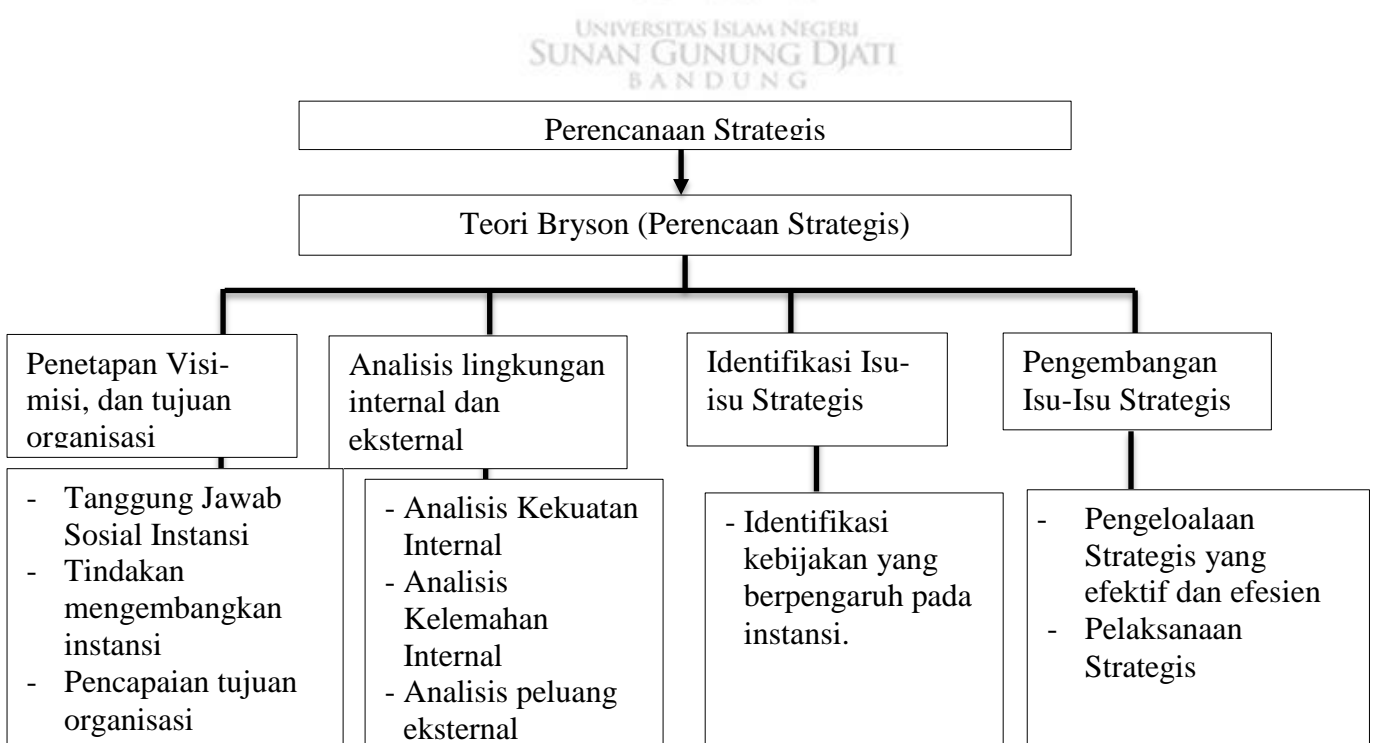 UNIVERSITAS ISLAM NEGERI
SUNAN GUNUNG DJATI
BANDUNG
Perencanaan Strategis
Teori Bryson (Perencaan Strategis)
Penetapan Visi-
misi, dan tujuan
organisasi
Analisis lingkungan
internal dan
eksternal
Identifikasi Isu-
isu Strategis
Pengembangan
Isu-Isu Strategis
- Tanggung Jawab
Sosial Instansi
- Tindakan
mengembangkan
instansi
- Pencapaian tujuan
organisasi
- Analisis Kekuatan
Internal
- Analisis
Kelemahan
Internal
- Analisis peluang
eksternal
- Identifikasi
kebijakan yang
berpengaruh pada
instansi.
- Pengeloalaan
Strategis yang
efektif dan efesien
- Pelaksanaan
Strategis